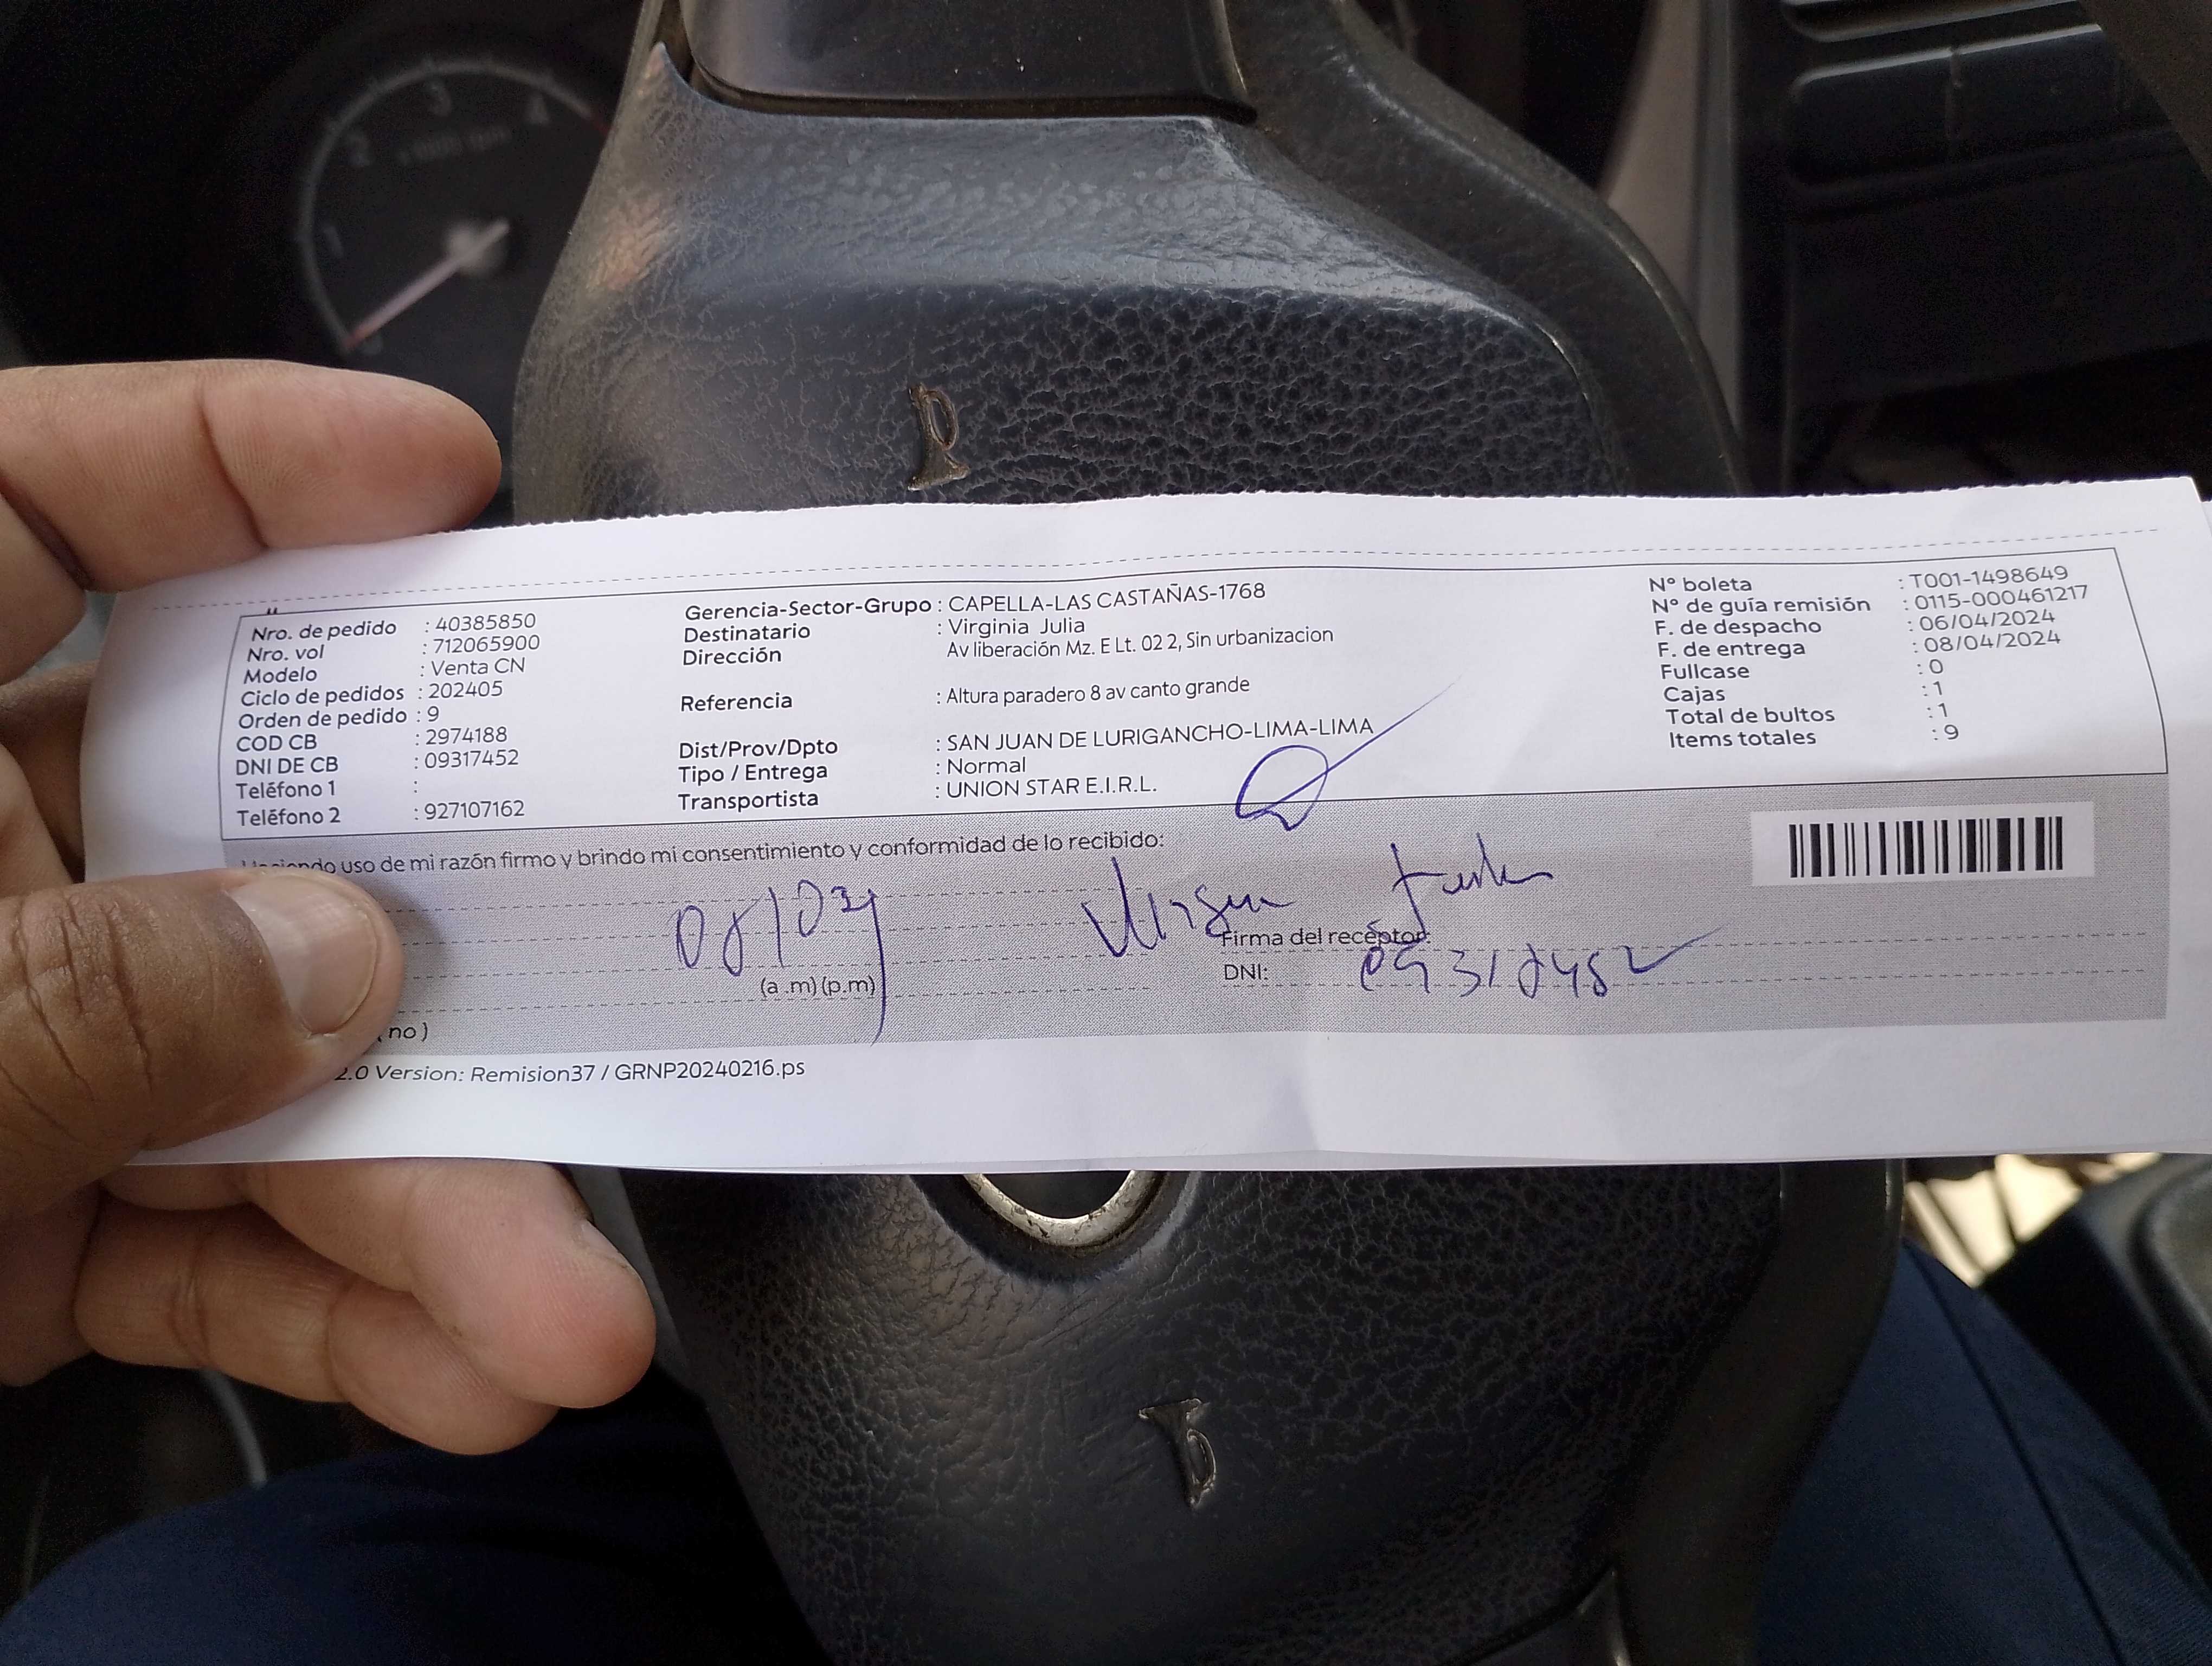 Nro. de pedido : 40385850
Nro. vol : 712065900
Modelo : Venta CN
Ciclo de pedidos : 202405
Orden de pedido : 9
COD CB : 2974188
DNI DE CB : 09317452
Teléfono 1 :
Teléfono 2 : 927107162
Gerencia-Sector-Grupo : CAPELLA-LAS CASTAÑAS-1768
Destinatario : Virginia Julia
Dirección Av liberación Mz. E Lt. 02 2, Sin urbanizacion
Referencia : Altura paradero 8 av canto grande
Dist/Prov/Dpto : SAN JUAN DE LURIGANCHO-LIMA-LIMA
Tipo / Entrega : Normal
Transportista : UNION STAR E.I.R.L.
N° boleta : T001-1498649
N° de guía remisión : 0115-000461217
F. de despacho : 06/04/2024
F. de entrega : 08/04/2024
Fullcase : 0
Cajas : 1
Total de bultos : 1
Items totales : 9
uso de mi razón firmo y brindo mi consentimiento y conformidad de lo recibido:
(a .m) (p.m)
Firma del receptor:
DNI:
no )
2.0 Version: Remision37 / GRNP20240216.ps
1
2
3
4